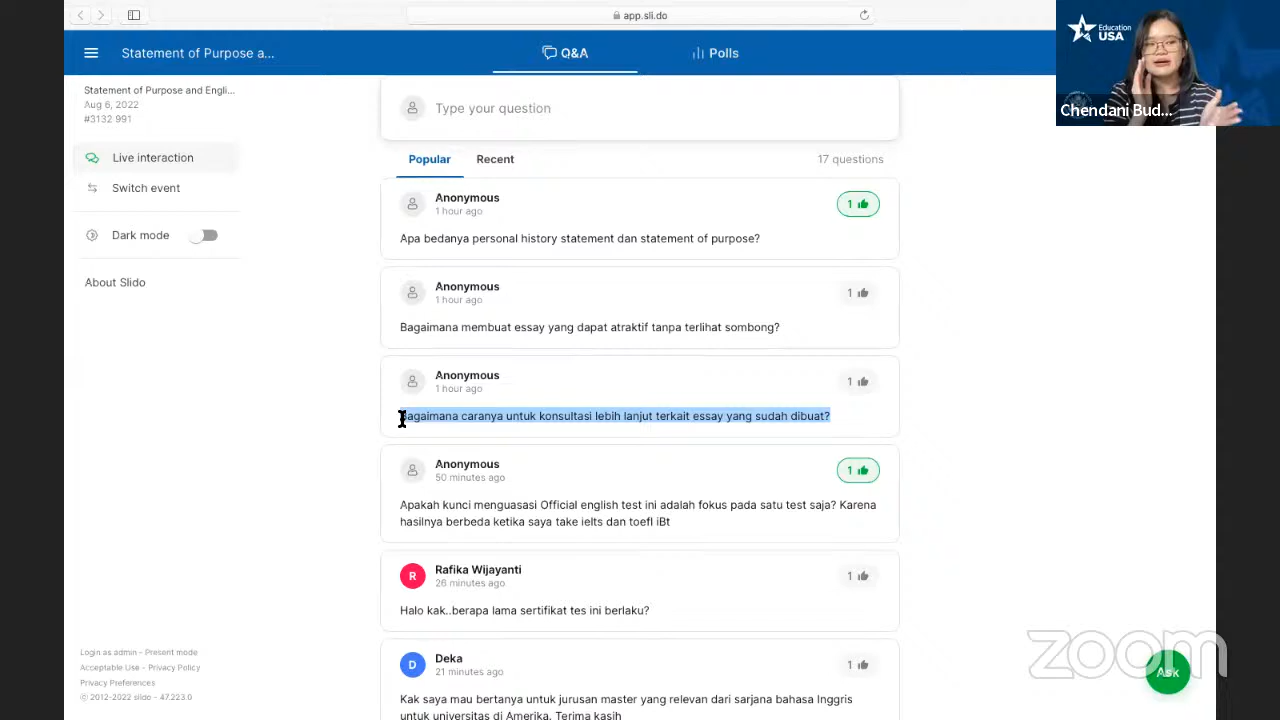 app.sli.do
Statement of Purpose a...
Q&A
Polls
Education
USA
Chendani Bud...
Statement of Purpose and Engli...
Aug 6, 2022
#3132 991
Live interaction
Switch event
Dark mode
About Slido
Type your question
Popular
Recent
17 questions
Anonymous
1 hour ago
1
Apa bedanya personal history statement dan statement of purpose?
Anonymous
1 hour ago
1
Bagaimana membuat essay yang dapat atraktif tanpa terlihat sombong?
Anonymous
1 hour ago
1
Bagaimana caranya untuk konsultasi lebih lanjut terkait essay yang sudah dibuat?
Anonymous
50 minutes ago
1
Apakah kunci menguasasi Official english test ini adalah fokus pada satu test saja? Karena
hasilnya berbeda ketika saya take ielts dan toefl iBt
R
Rafika Wijayanti
26 minutes ago
1
Halo kak..berapa lama sertifikat tes ini berlaku?
D
Deka
21 minutes ago
1
Kak saya mau bertanya untuk jurusan master yang relevan dari sarjana bahasa Inggris
untuk universitas di Amerika. Terima kasih
Login as admin - Present mode
Acceptable Use - Privacy Policy
Privacy Preferences
© 2012-2022 slido - 47.223.0
zoom
Ask